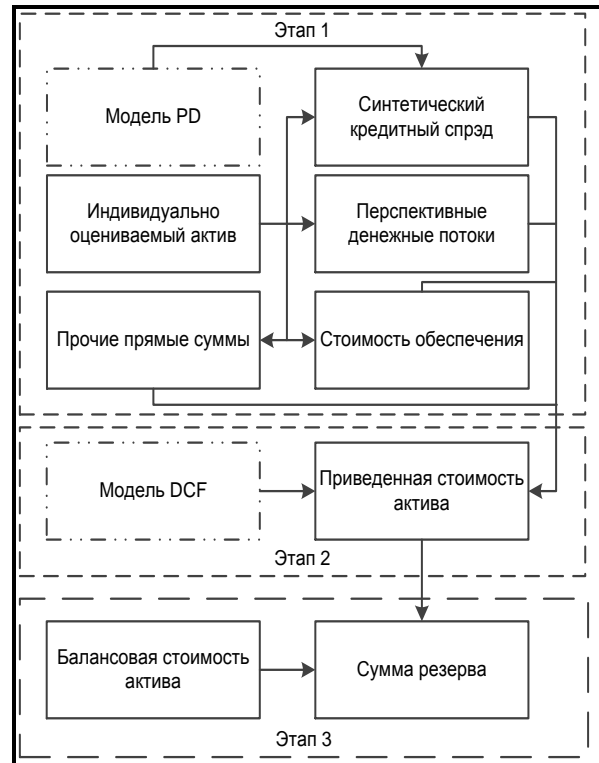 Этап 1
Модель PD
Синтетический
кредитный спрэд
Индивидуально
оцениваемый актив
Перспективные
денежные потоки
Прочие прямые суммы
Стоимость обеспечения
Модель DCF
Приведенная стоимость
актива
Этап 2
Балансовая стоимость
актива
Сумма резерва
Этап 3